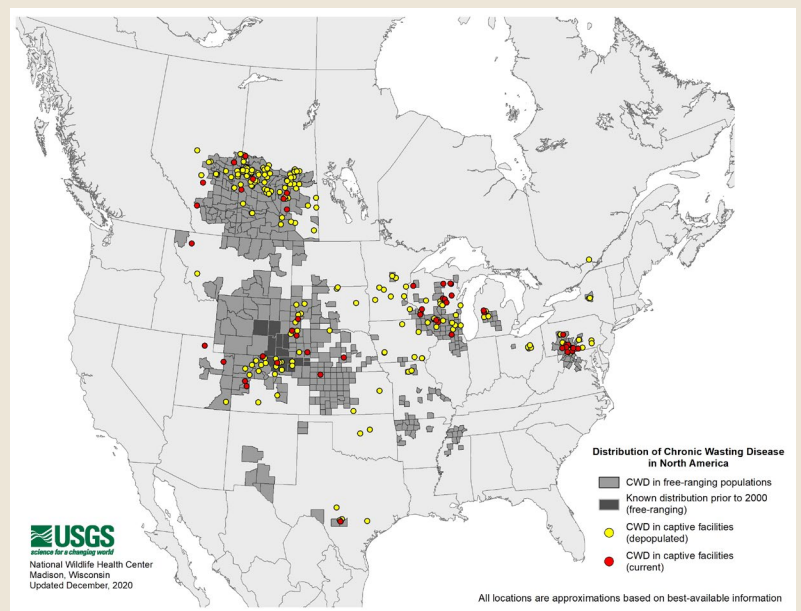 Distribution of Chronic Wasting Disease
in North America
CWD in free-ranging populations
Known distribution prior to 2000
(free-ranging)
CWD in captive facilities
(depopulated)
CWD in captive facilities
(current)
USGS
science for a changing world
National Wildlife Health Center
Madison, Wisconsin
Updated December, 2020
All locations are approximations based on best-available information